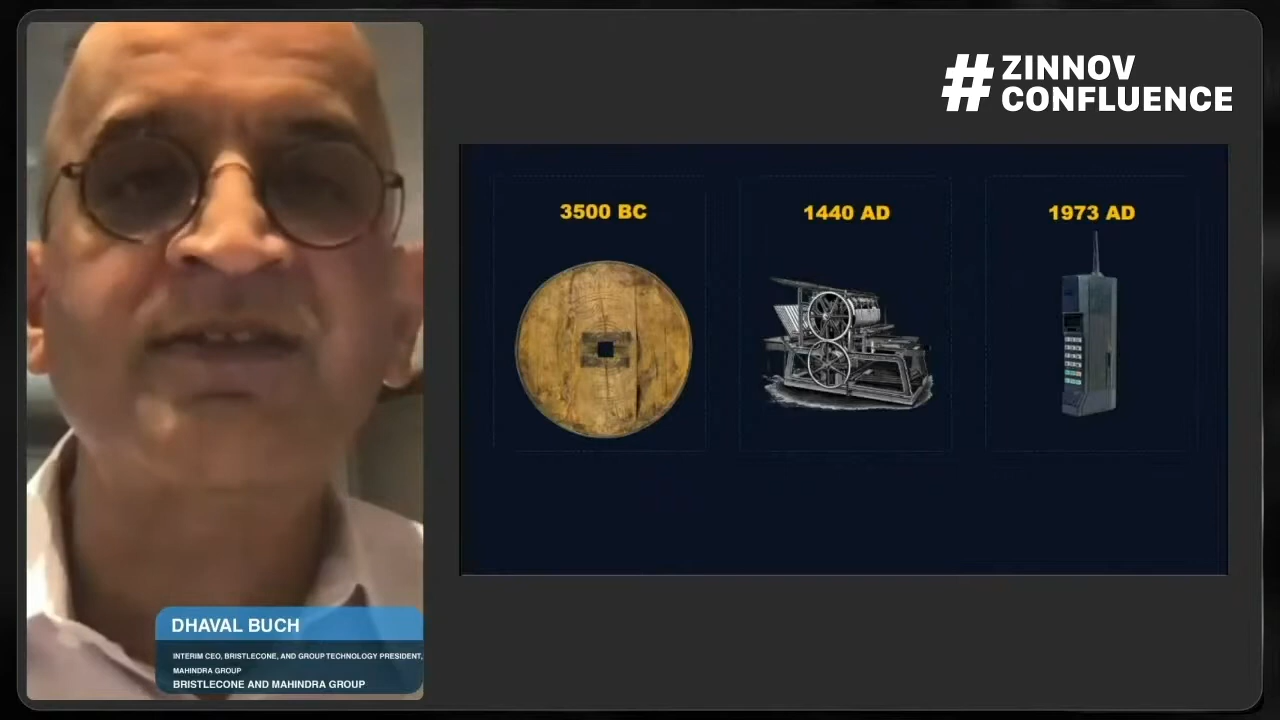 # ZINNOV
CONFLUENCE
3500 BC
1440 AD
1973 AD
DHAVAL BUCH
INTERIM CEO, BRISTLECONE, AND GROUP TECHNOLOGY PRESIDENT,
MAHINDRA GROUP
BRISTLECONE AND MAHINDRA GROUP